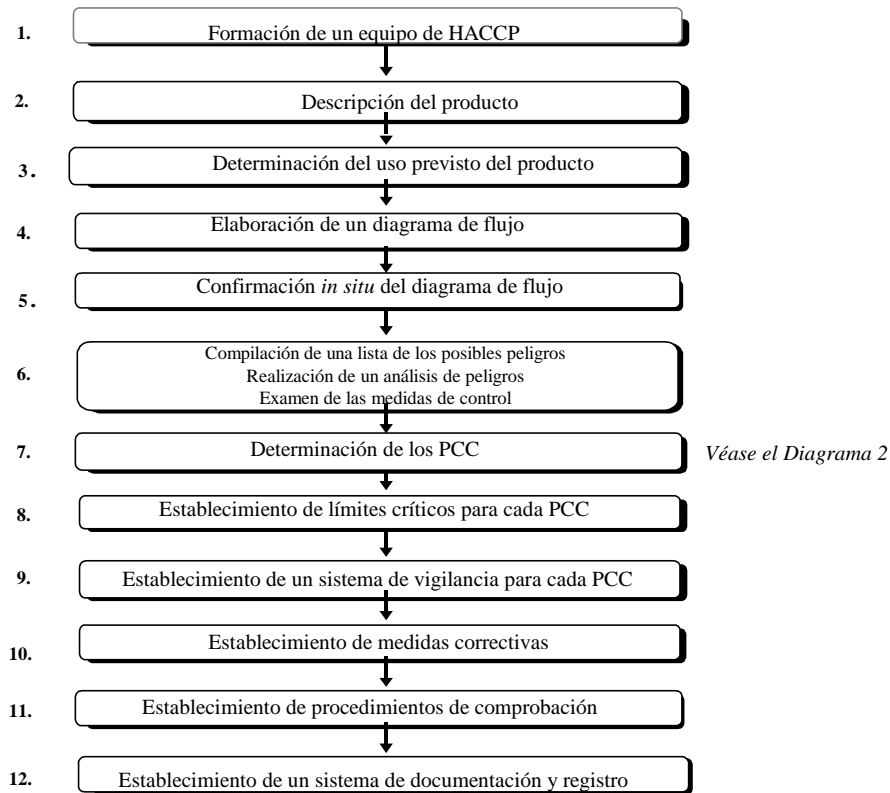 1. Formación de un equipo de HACCP
2. Descripción del producto
3. Determinación del uso previsto del producto
4. Elaboración de un diagrama de flujo
5. Confirmación in situ del diagrama de flujo
Compilación de una lista de los posibles peligros
6. Realización de un análisis de peligros
Examen de las medidas de control
7. Determinación de los PCC Véase el Diagrama 2
8. Establecimiento de límites críticos para cada PCC
9. Establecimiento de un sistema de vigilancia para cada PCC
10. Establecimiento de medidas correctivas
11. Establecimiento de procedimientos de comprobación
12. Establecimiento de un sistema de documentación y registro